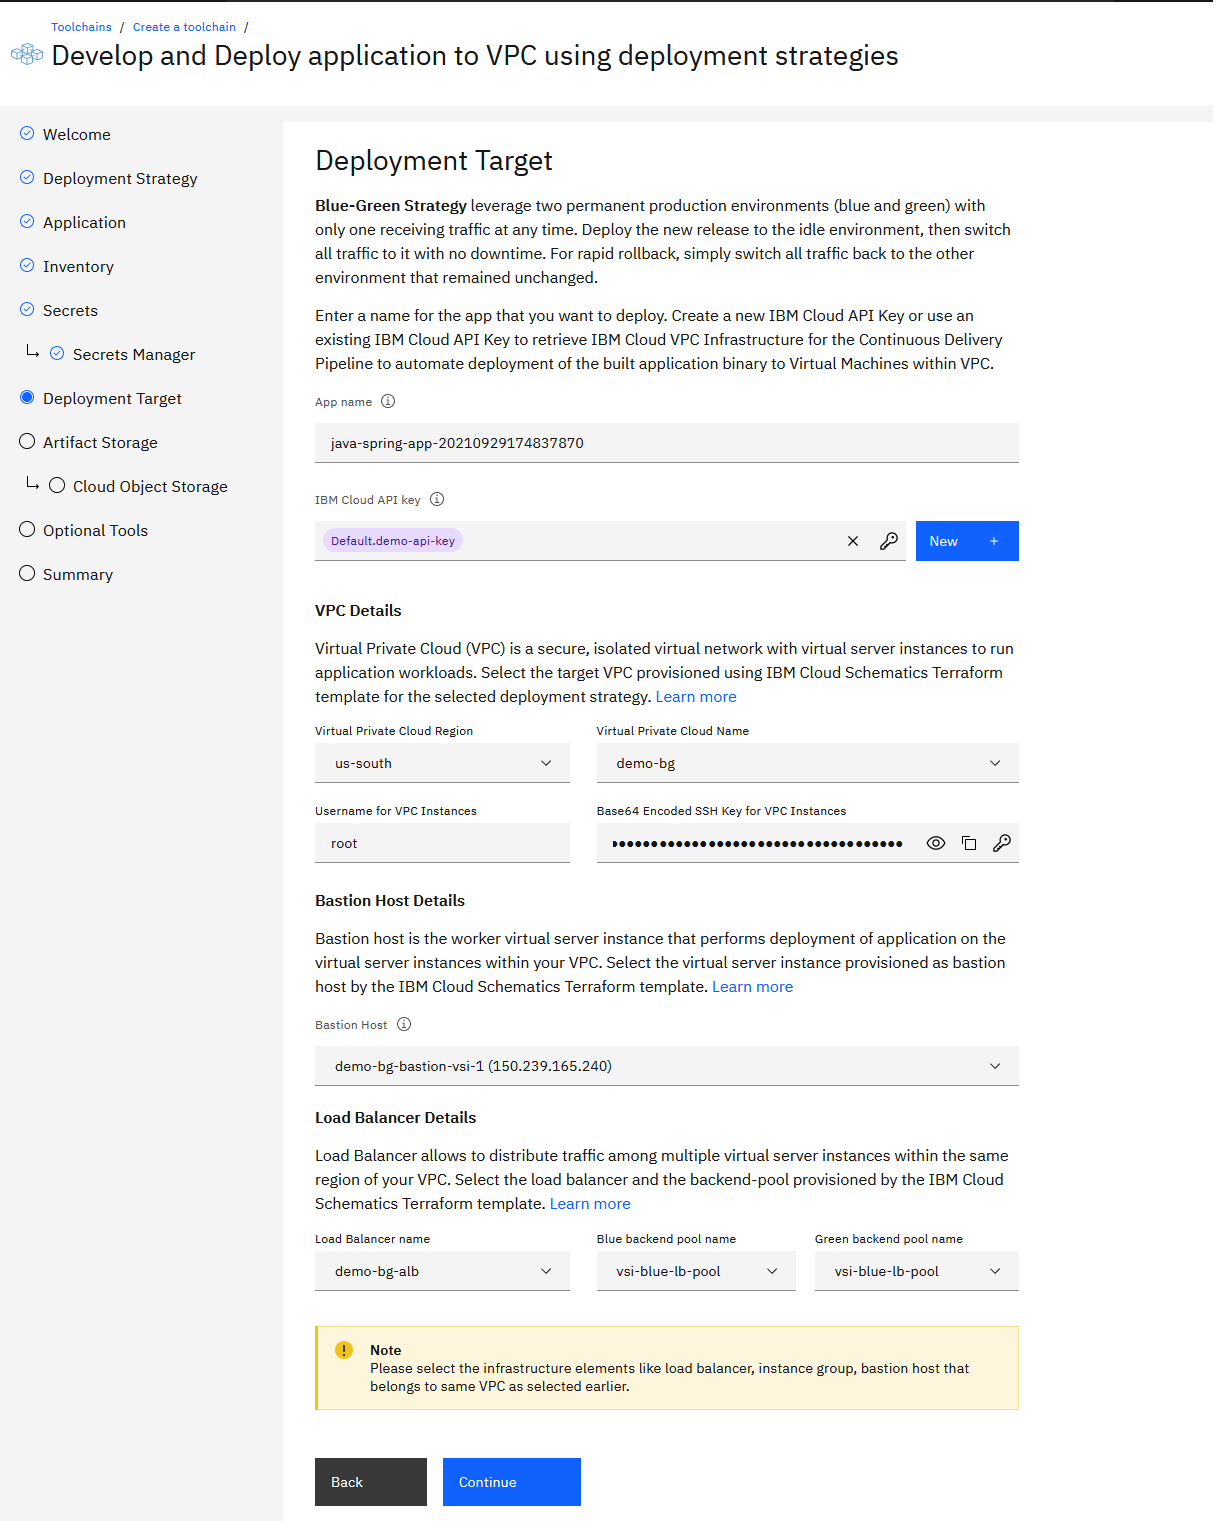 Toolchains / Create a toolchain /
Develop and Deploy application to VPC using deployment strategies
Welcome
Deployment Strategy
Application
Inventory
Secrets
Secrets Manager
Deployment Target
Artifact Storage
Cloud Object Storage
Optional Tools
Summary
Deployment Target
Blue-Green Strategy leverage two permanent production environments (blue and green) with
only one receiving traffic at any time. Deploy the new release to the idle environment, then switch
all traffic to it with no downtime. For rapid rollback, simply switch all traffic back to the other
environment that remained unchanged.
Enter a name for the app that you want to deploy. Create a new IBM Cloud API Key or use an
existing IBM Cloud API Key to retrieve IBM Cloud VPC Infrastructure for the Continuous Delivery
Pipeline to automate deployment of the built application binary to Virtual Machines within VPC.
App name
java-spring-app-20210929174837870
IBM Cloud API key
Default.demo-api-key
New +
VPC Details
Virtual Private Cloud (VPC) is a secure, isolated virtual network with virtual server instances to run
application workloads. Select the target VPC provisioned using IBM Cloud Schematics Terraform
template for the selected deployment strategy. Learn more
Virtual Private Cloud Region
Virtual Private Cloud Name
us-south
demo-bg
Username for VPC Instances
Base64 Encoded SSH Key for VPC Instances
root
Bastion Host Details
Bastion host is the worker virtual server instance that performs deployment of application on the
virtual server instances within your VPC. Select the virtual server instance provisioned as bastion
host by the IBM Cloud Schematics Terraform template. Learn more
Bastion Host
demo-bg-bastion-vsi-1 (150.239.165.240)
Load Balancer Details
Load Balancer allows to distribute traffic among multiple virtual server instances within the same
region of your VPC. Select the load balancer and the backend-pool provisioned by the IBM Cloud
Schematics Terraform template. Learn more
Load Balancer name
Blue backend pool name
Green backend pool name
demo-bg-alb
vsi-blue-lb-pool
vsi-blue-lb-pool
Note
Please select the infrastructure elements like load balancer, instance group, bastion host that
belongs to same VPC as selected earlier.
Back
Continue